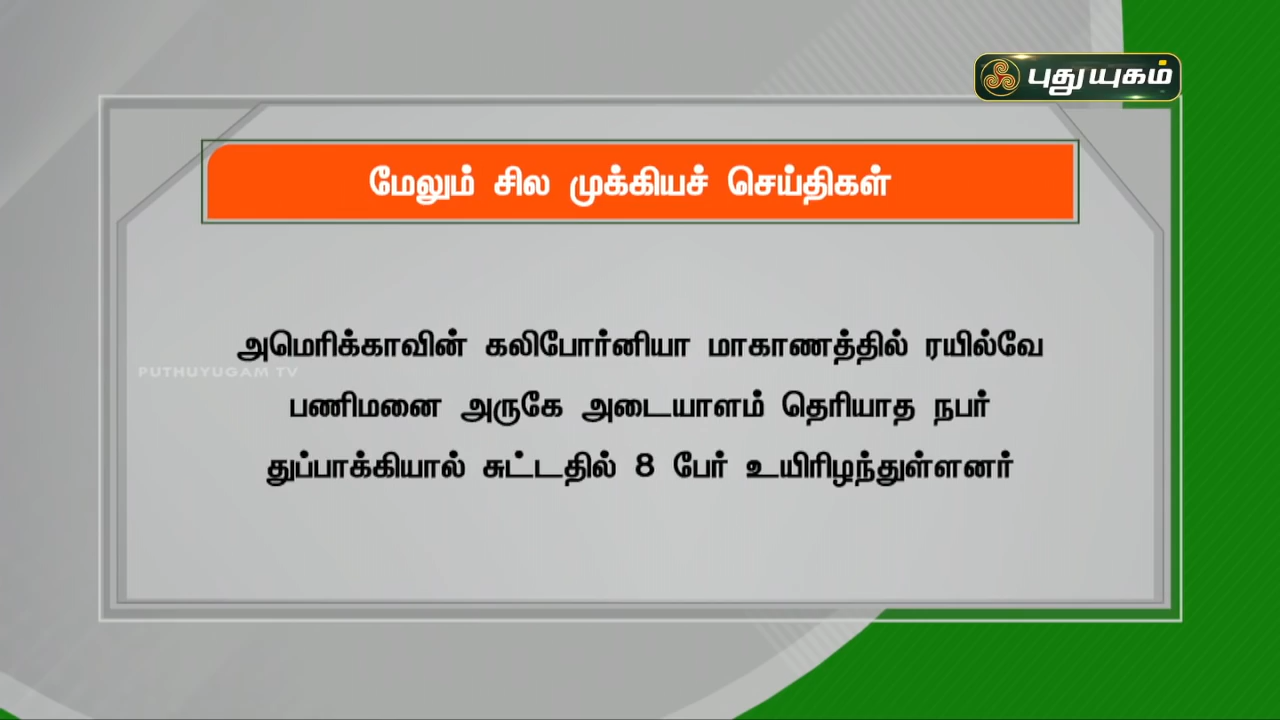 புதுயுகம்
மேலும் சில முக்கியச் செய்திகள்
அமெரிக்காவின் கலிபோர்னியா மாகாணத்தில் ரயில்வே
PUTHUYUGAM TV
பணிமனை அருகே அடையாளம் தெரியாத நபர்
துப்பாக்கியால் சுட்டதில் 8 பேர் உயிரிழந்துள்ளனர்